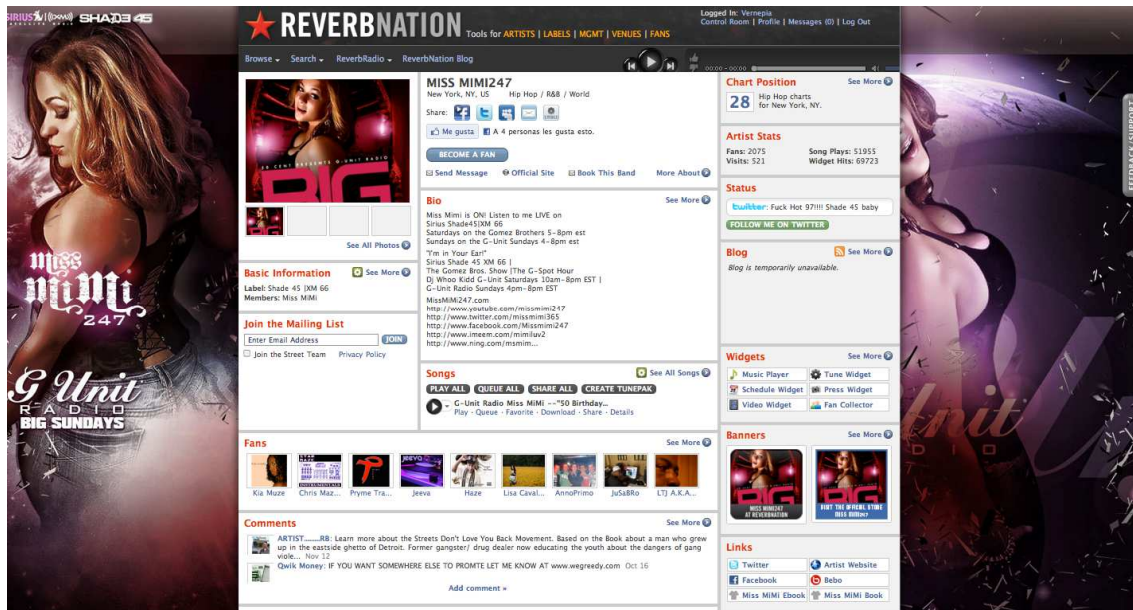 SIRIUS | ((XM)) SHADE 45
REVERBNATION Tools for ARTISTS | LABELS | MGMT | VENUES | FANS
Logged In: Vernepia
Control Room | Profile | Messages (0) | Log Out
Browse Search ReverbRadio ReverbNation Blog
00:00 - 00:00
FEEDBACK/SUPPORT
50 CENT PRESENTS G-UNIT RADIO
BIG
See All Photos
Basic Information See More
Label: Shade 45 |XM 66
Members: Miss MiMi
Join the Mailing List
Enter Email Address JOIN
Join the Street Team Privacy Policy
MISS MIMI247
New York, NY, US Hip Hop / R&B / World
Share:
Me gusta A 4 personas les gusta esto.
BECOME A FAN
Send Message Official Site Book This Band More About
Bio See More
Miss Mimi is ON! Listen to me LIVE on
Sirius Shade45|XM 66
Saturdays on the Gomez Brothers 5-8pm est
Sundays on the G-Unit Sundays 4-8pm est
"I'm in Your Ear!"
Sirius Shade 45 XM 66 |
The Gomez Bros. Show |The G-Spot Hour
Dj Whoo Kidd G-Unit Saturdays 10am-8pm EST |
G-Unit Radio Sundays 4pm-8pm EST
MissMiMi247.com
http://www.youtube.com/missmimi247
http://www.twitter.com/missmimi365
http://www.facebook.com/Missmimi247
http://www.imeem.com/mimiluv2
http://www.ning.com/msmim...
Songs See All Songs
PLAY ALL QUEUE ALL SHARE ALL CREATE TUNEPAK
G-Unit Radio Miss MiMi --"50 Birthday...
Play - Queue - Favorite - Download - Share - Details
Chart Position See More
28 Hip Hop charts
for New York, NY.
Artist Stats
Fans: 2075 Song Plays: 51955
Visits: 521 Widget Hits: 69723
Status
twitter: Fuck Hot 97!!!! Shade 45 baby
FOLLOW ME ON TWITTER
Blog See More
Blog is temporarily unavailable.
Widgets See More
Music Player Tune Widget
Schedule Widget Press Widget
Video Widget Fan Collector
Banners See More
BIG BIG
MISS MIMI247
AT REVERBNATION
VISIT THE OFFICIAL SITE OF
MISS MIMI247
Links
Twitter Artist Website
Facebook Bebo
Miss MiMi Ebook Miss MiMi Book
Fans See More
Kia Muze Chris Maz... Pryme Tra... Jeeva Haze Lisa Caval... AnnoPrimo JuSaBRo LTJ A.K.A...
Comments See More
ARTIST........RB: Learn more about the Streets Don't Love You Back Movement. Based on the Book about a man who grew
up in the eastside ghetto of Detroit. Former gangster/ drug dealer now educating the youth about the dangers of gang
viole... Nov 12
Qwik Money: IF YOU WANT SOMEWHERE ELSE TO PROMTE LET ME KNOW AT www.wegreedy.com Oct 16
Add comment »
Miss
MiMi
247
G Unit
RADIO
BIG SUNDAYS